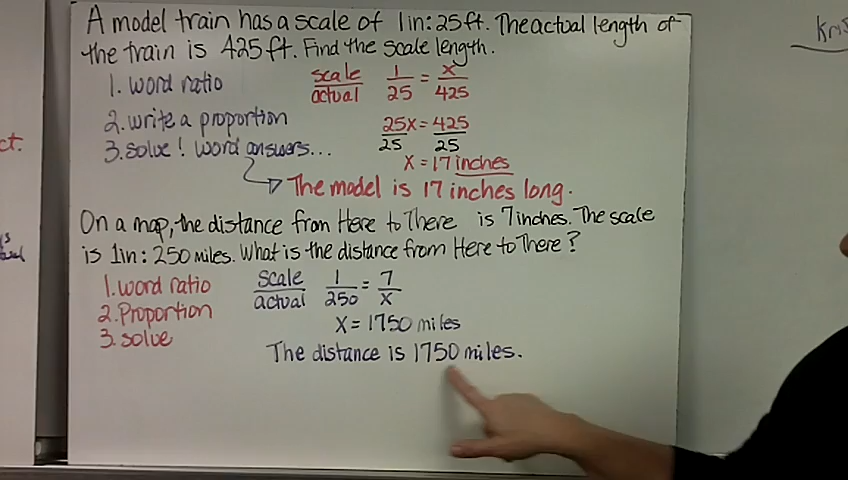 A model train has a scale of 1in:25ft. The actual length of
the train is 425ft. Find the scale length.
1. word ratio
scale/actual 1/25 = x/425
2. write a proportion
25x = 425
3. solve! word answers...
25 25
x = 17 inches
The model is 17 inches long.
On a map, the distance from Here to There is 7 inches. The scale
is 1in: 250 miles. What is the distance from Here to There?
1. word ratio
scale/actual 1/250 = 7/x
2. Proportion
x = 1750 miles
3. solve
The distance is 1750 miles.
ct.